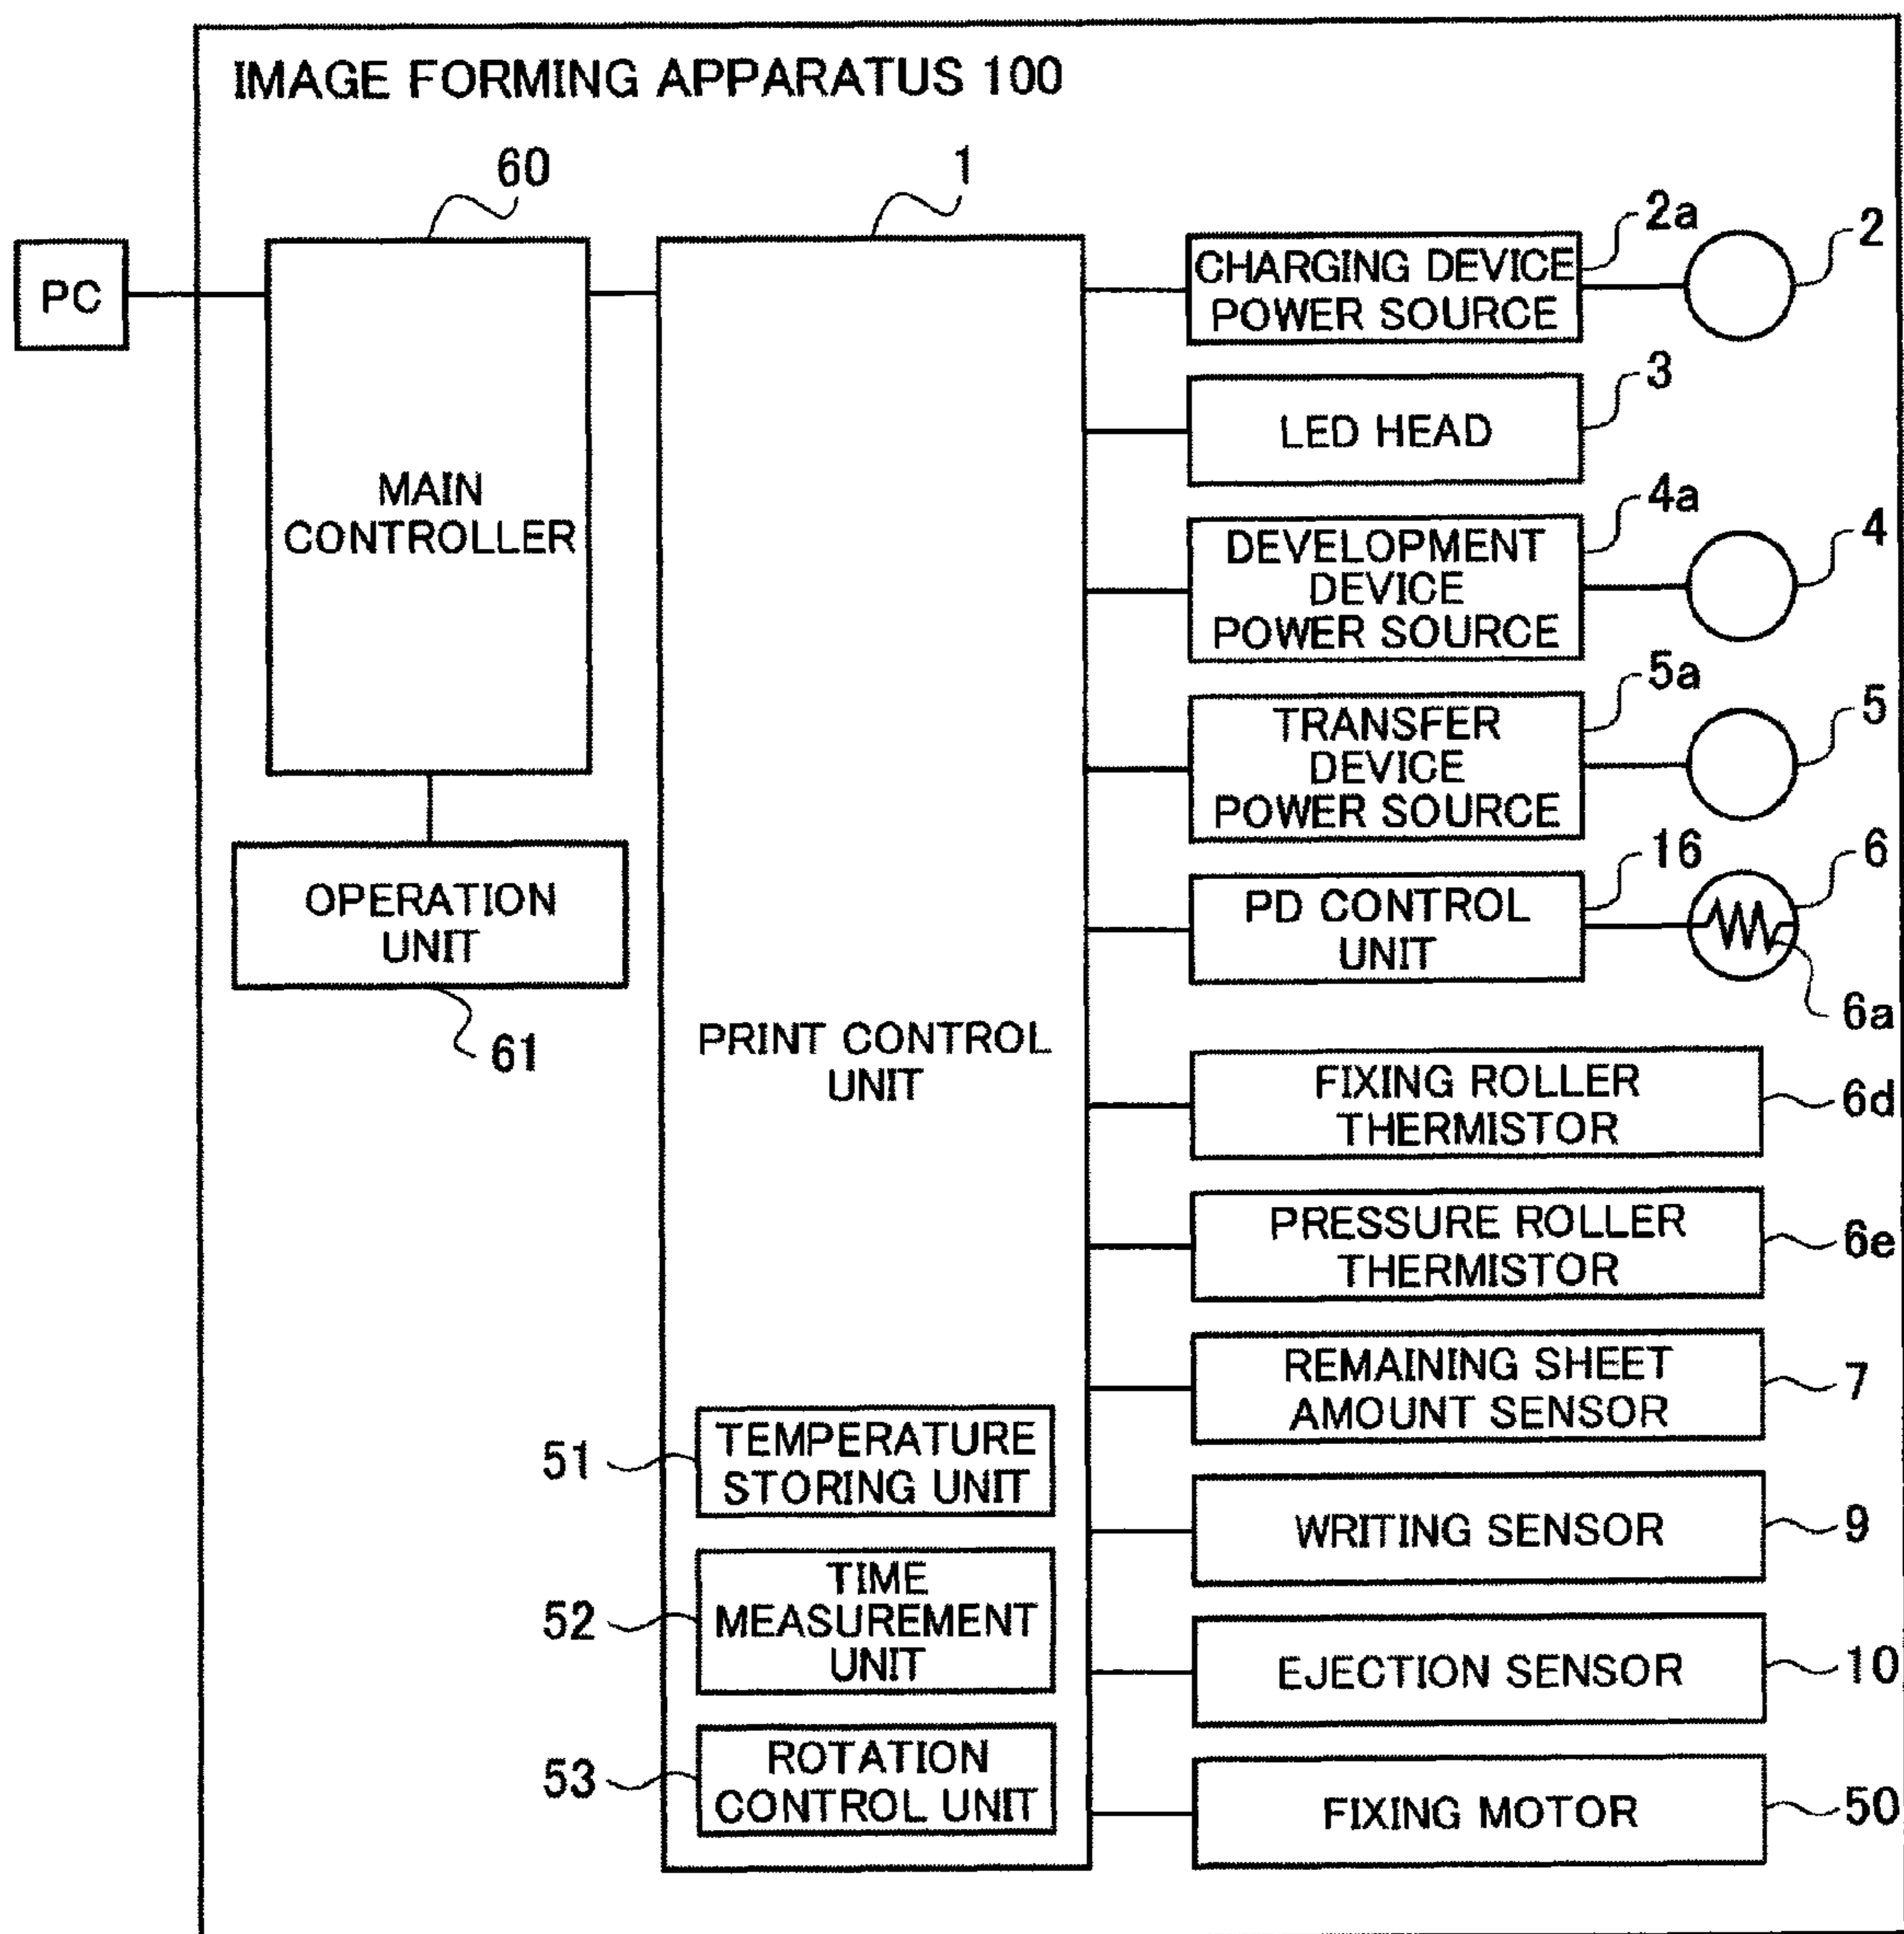 IMAGE FORMING APPARATUS 100
60
1
PC
MAIN
CONTROLLER
OPERATION
UNIT
61
PRINT CONTROL
UNIT
51
TEMPERATURE
STORING UNIT
52
TIME
MEASUREMENT
UNIT
53
ROTATION
CONTROL UNIT
CHARGING DEVICE
POWER SOURCE
2a
2
LED HEAD
3
DEVELOPMENT
DEVICE
POWER SOURCE
4a
4
TRANSFER
DEVICE
POWER SOURCE
5a
5
PD CONTROL
UNIT
16
6
6a
FIXING ROLLER
THERMISTOR
6d
PRESSURE ROLLER
THERMISTOR
6e
REMAINING SHEET
AMOUNT SENSOR
7
WRITING SENSOR
9
EJECTION SENSOR
10
FIXING MOTOR
50